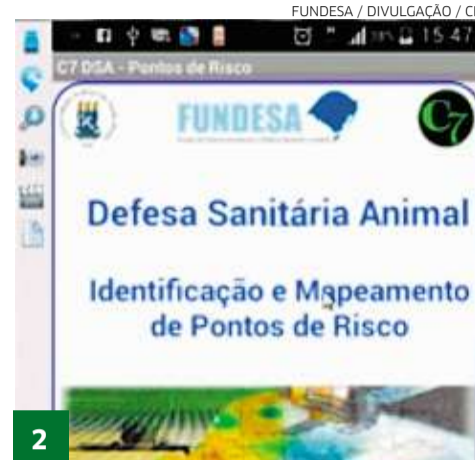 FUNDESA / DIVULGAÇÃO / C
15:47
C7 DSA - Pontos de Risco
FUNDESA
C7
Defesa Sanitária Animal
Identificação e Mapeamento
de Pontos de Risco
2